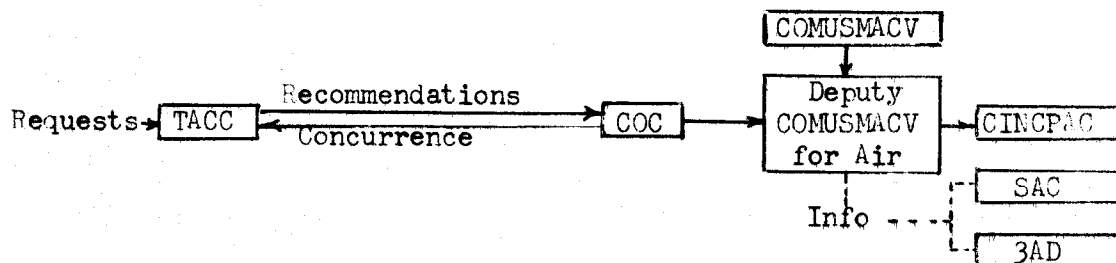 COMUSMACV
Requests
TACC
Recommendations
Concurrence
COC
Deputy
COMUSMACV
for Air
CINCPAC
Info
SAC
3AD